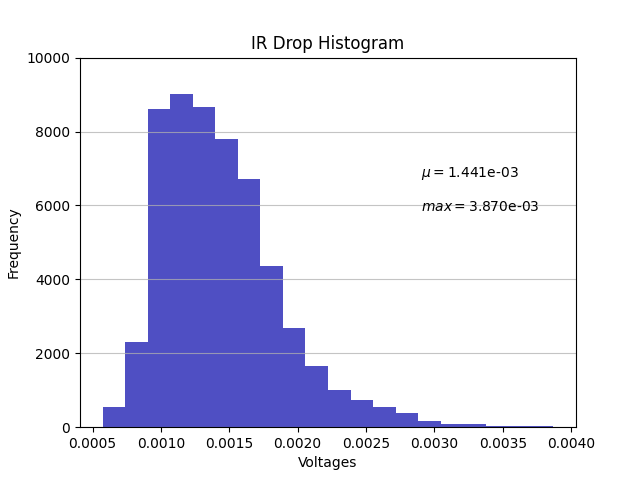 IR Drop Histogram
10000
8000
6000
4000
2000
0
Frequency
μ = 1.441e-03
max = 3.870e-03
0.0005 0.0010 0.0015 0.0020 0.0025 0.0030 0.0035 0.0040
Voltages